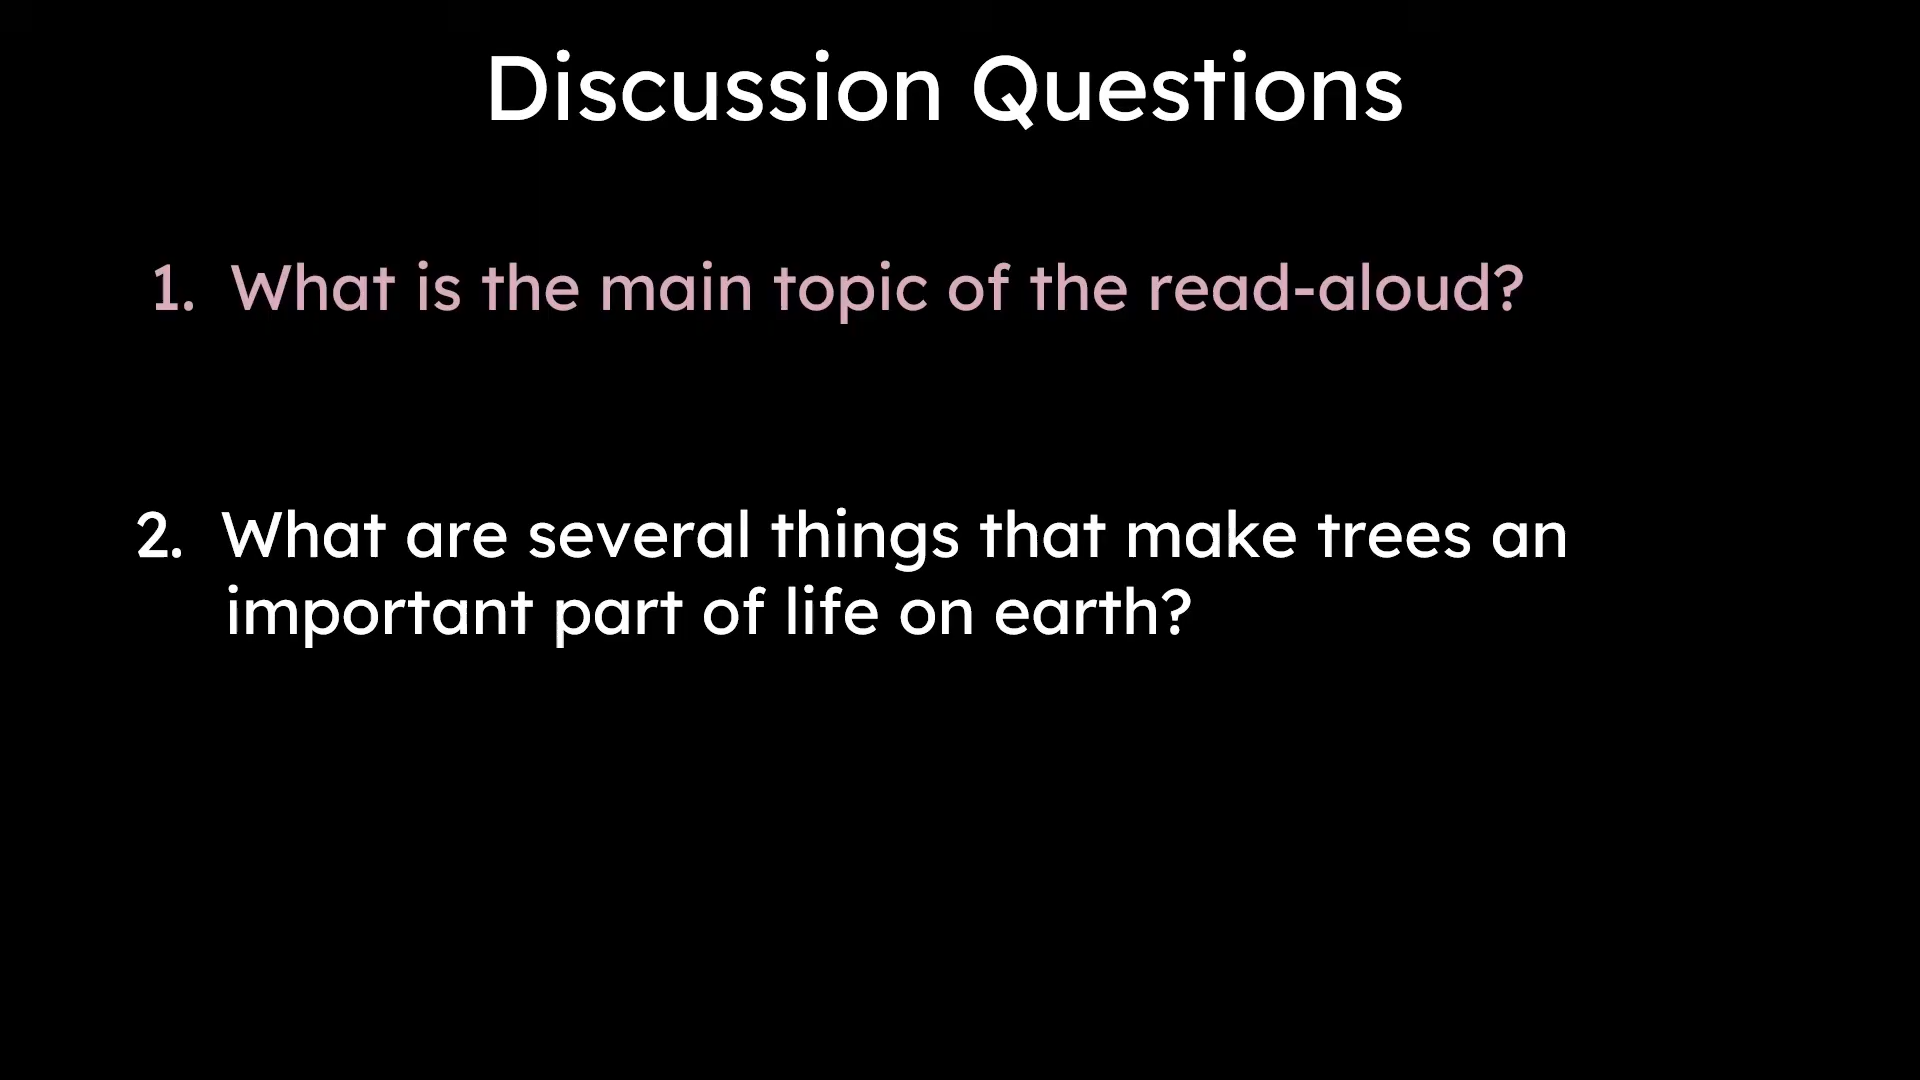 Discussion Questions
1. What is the main topic of the read-aloud?
2. What are several things that make trees an
important part of life on earth?